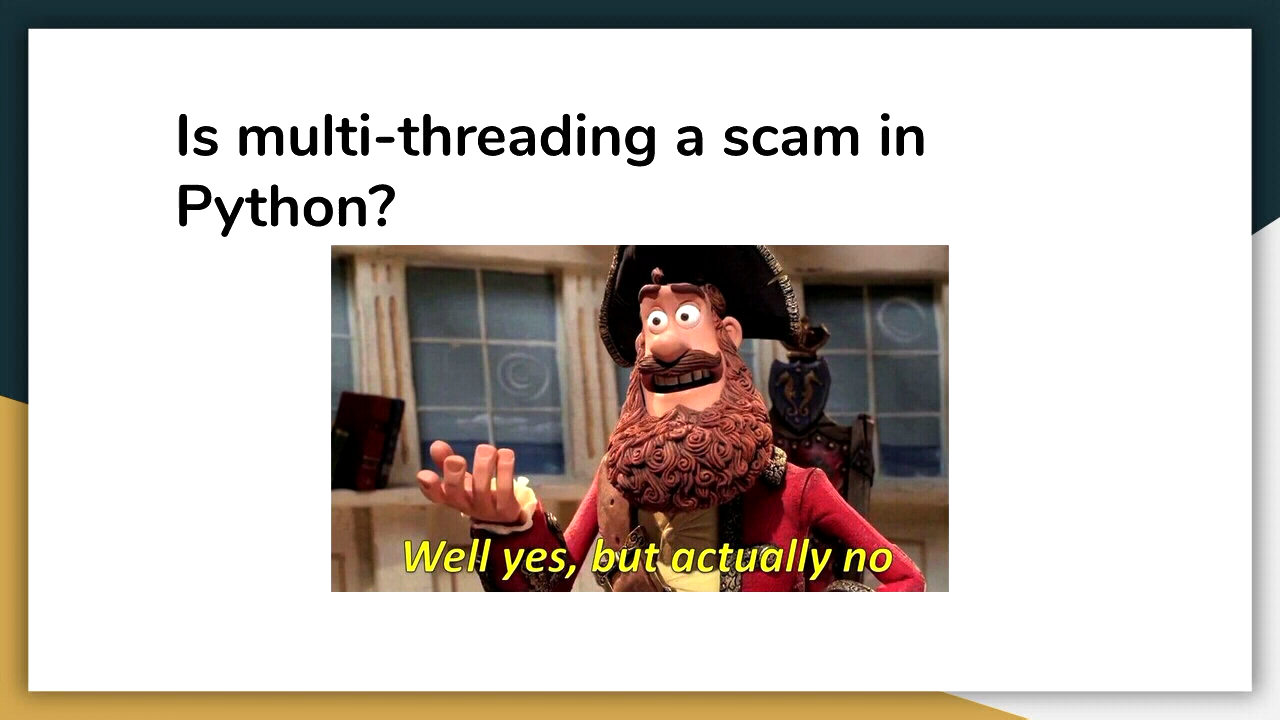 Is multi-threading a scam in
Python?
Well yes, but actually no